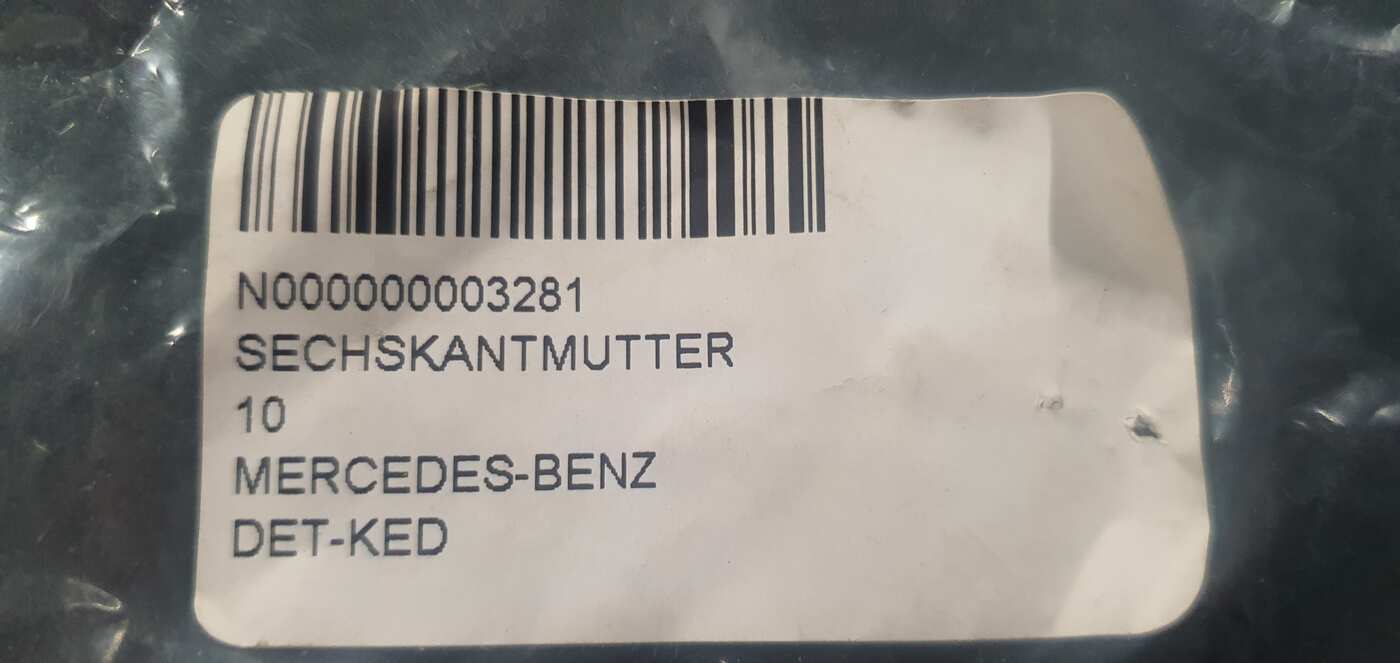 N000000003281
SECHSKANTMUTTER
10
MERCEDES-BENZ
DET-KED